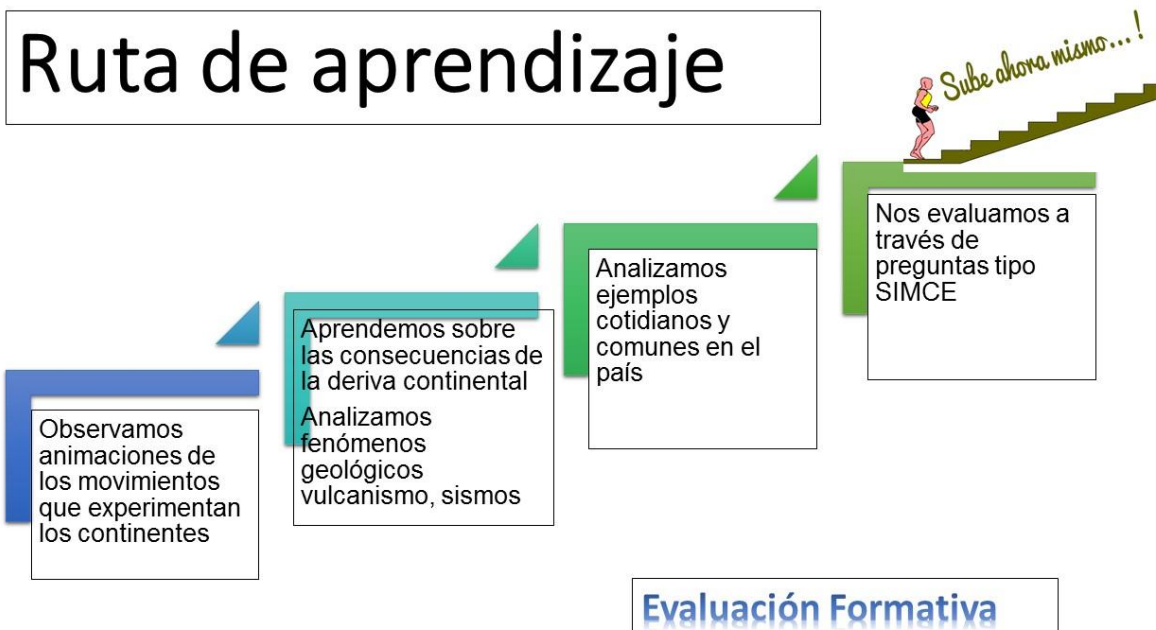 Ruta de aprendizaje
Sube ahora mismo...!
Observamos
animaciones de
los movimientos
que experimentan
los continentes
Aprendemos sobre
las consecuencias de
la deriva continental
Analizamos
fenómenos
geológicos
vulcanismo, sismos
Analizamos
ejemplos
cotidianos y
comunes en el
país
Nos evaluamos a
través de
preguntas tipo
SIMCE
Evaluación Formativa